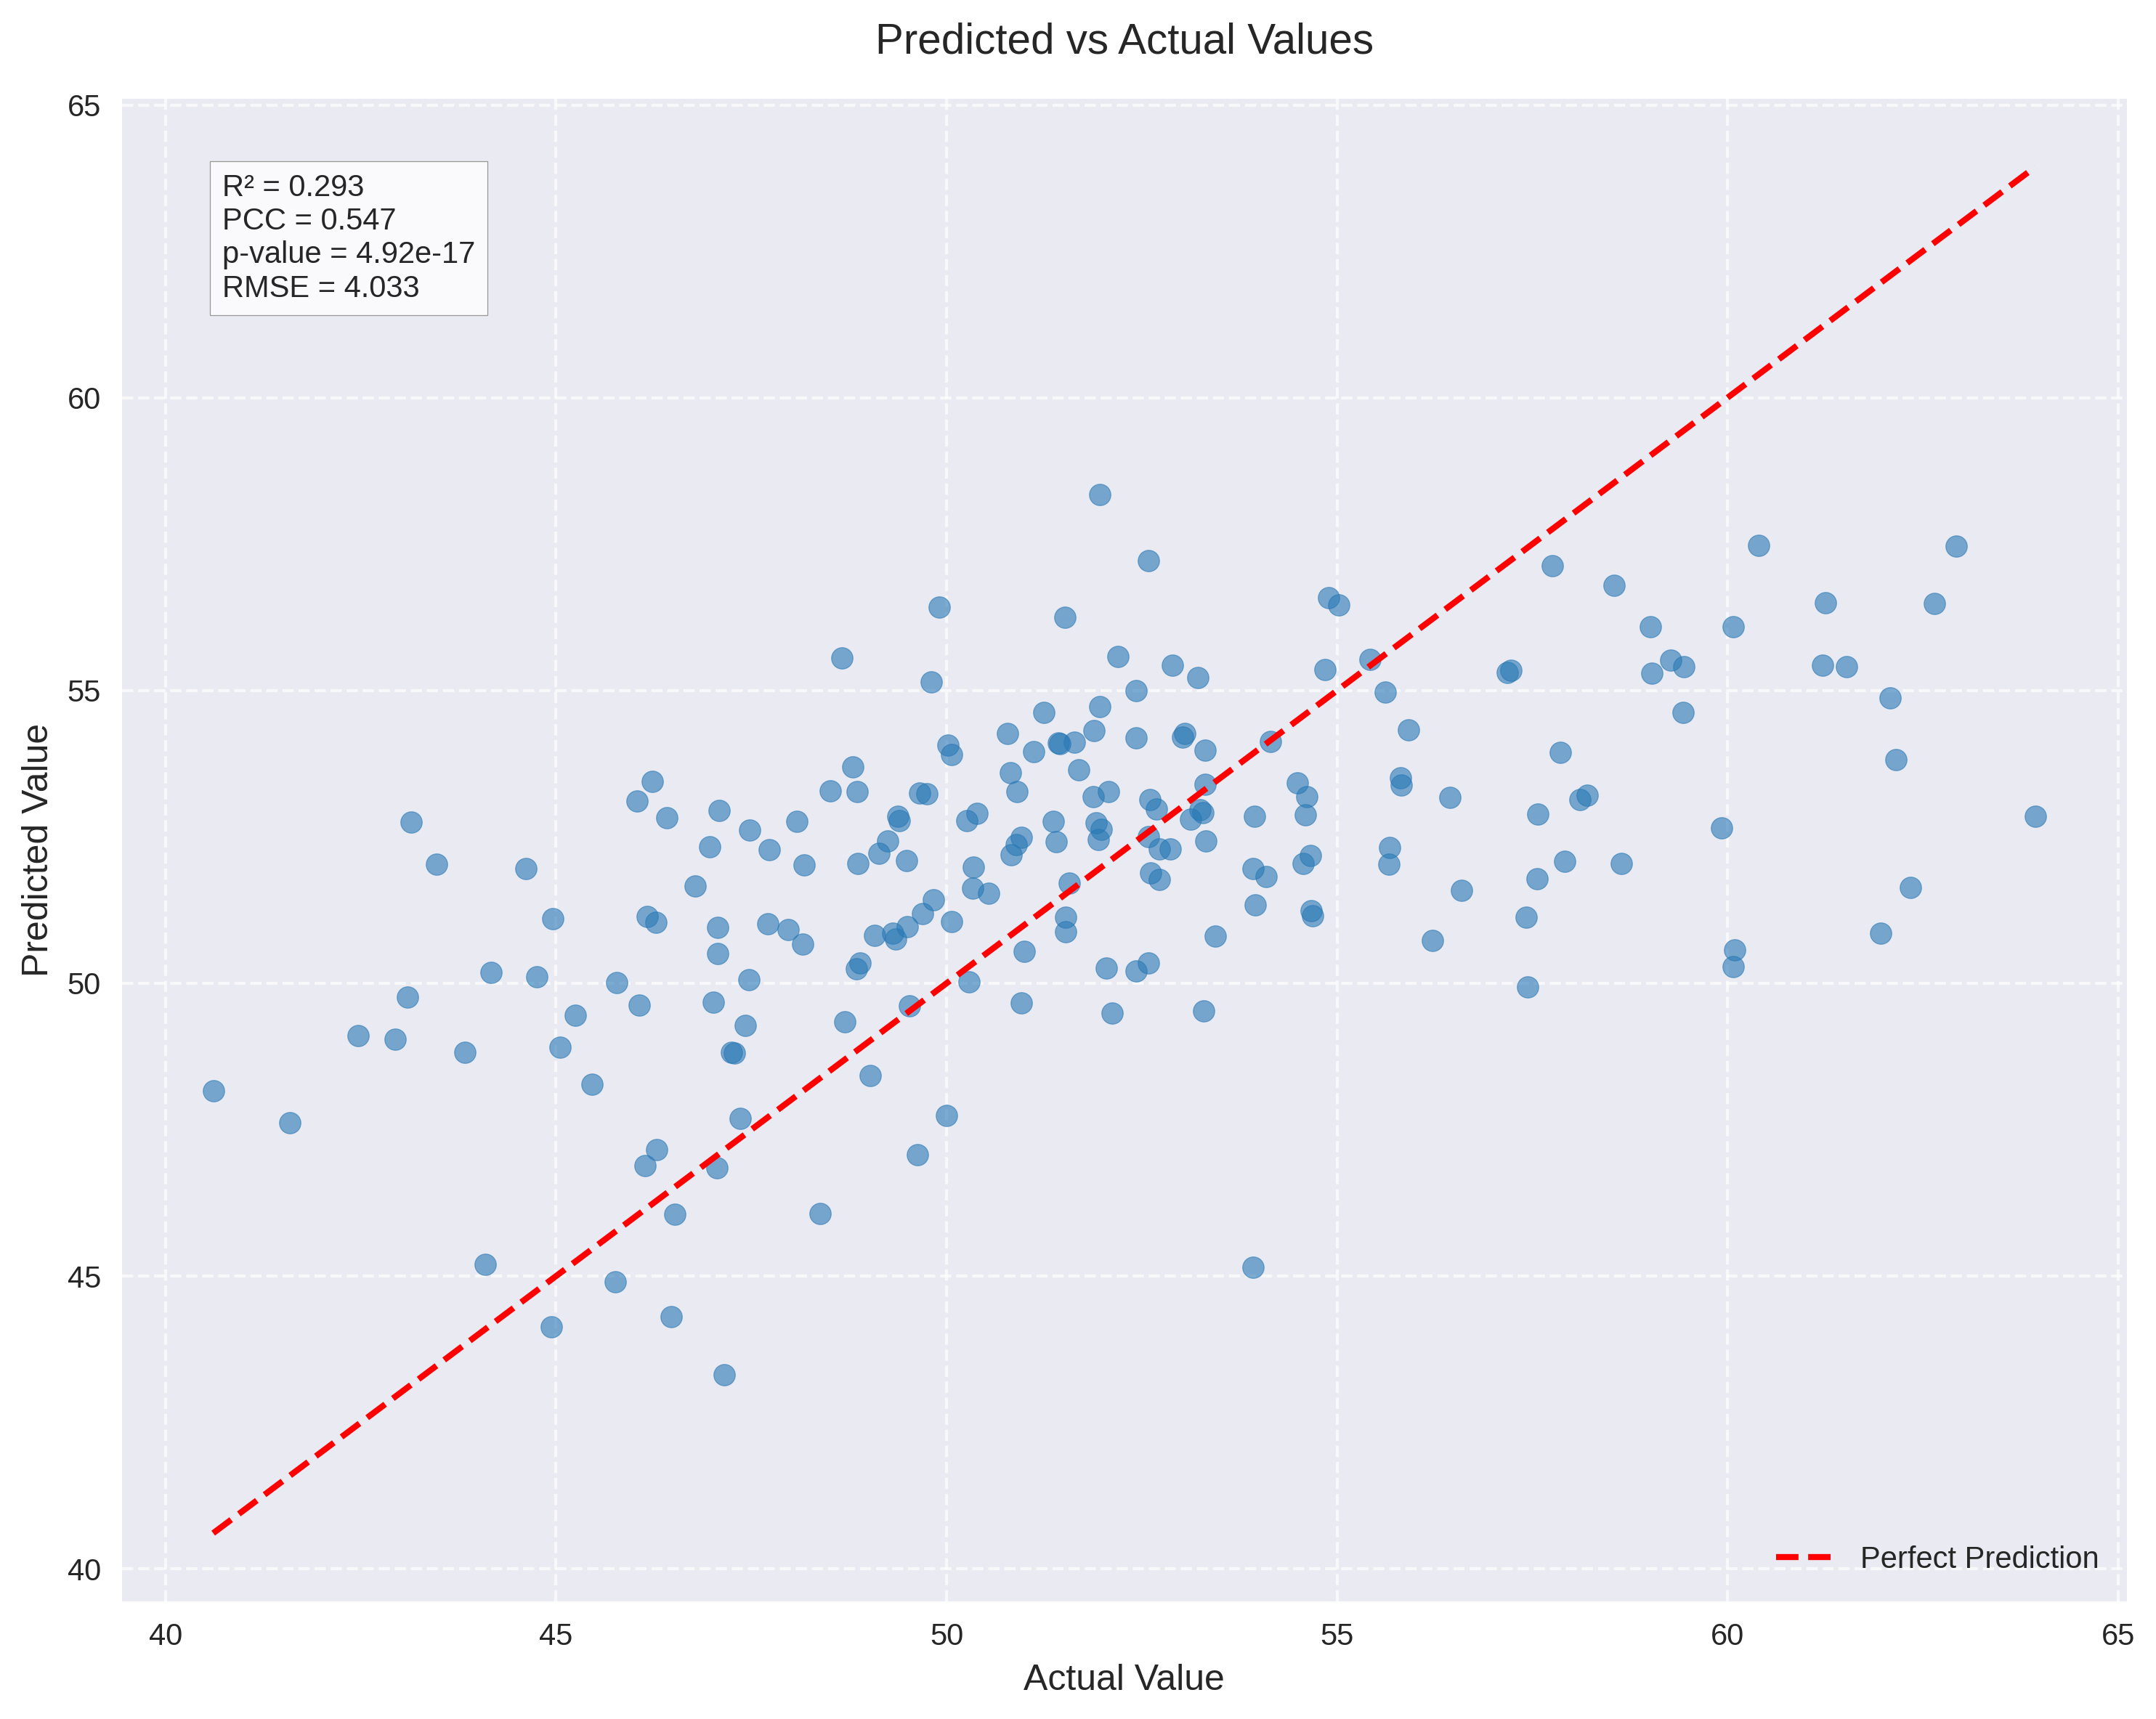 Predicted vs Actual Values
65
60
55
50
45
40
Predicted Value
R² = 0.293
PCC = 0.547
p-value = 4.92e-17
RMSE = 4.033
Perfect Prediction
40 45 50 55 60 65
Actual Value